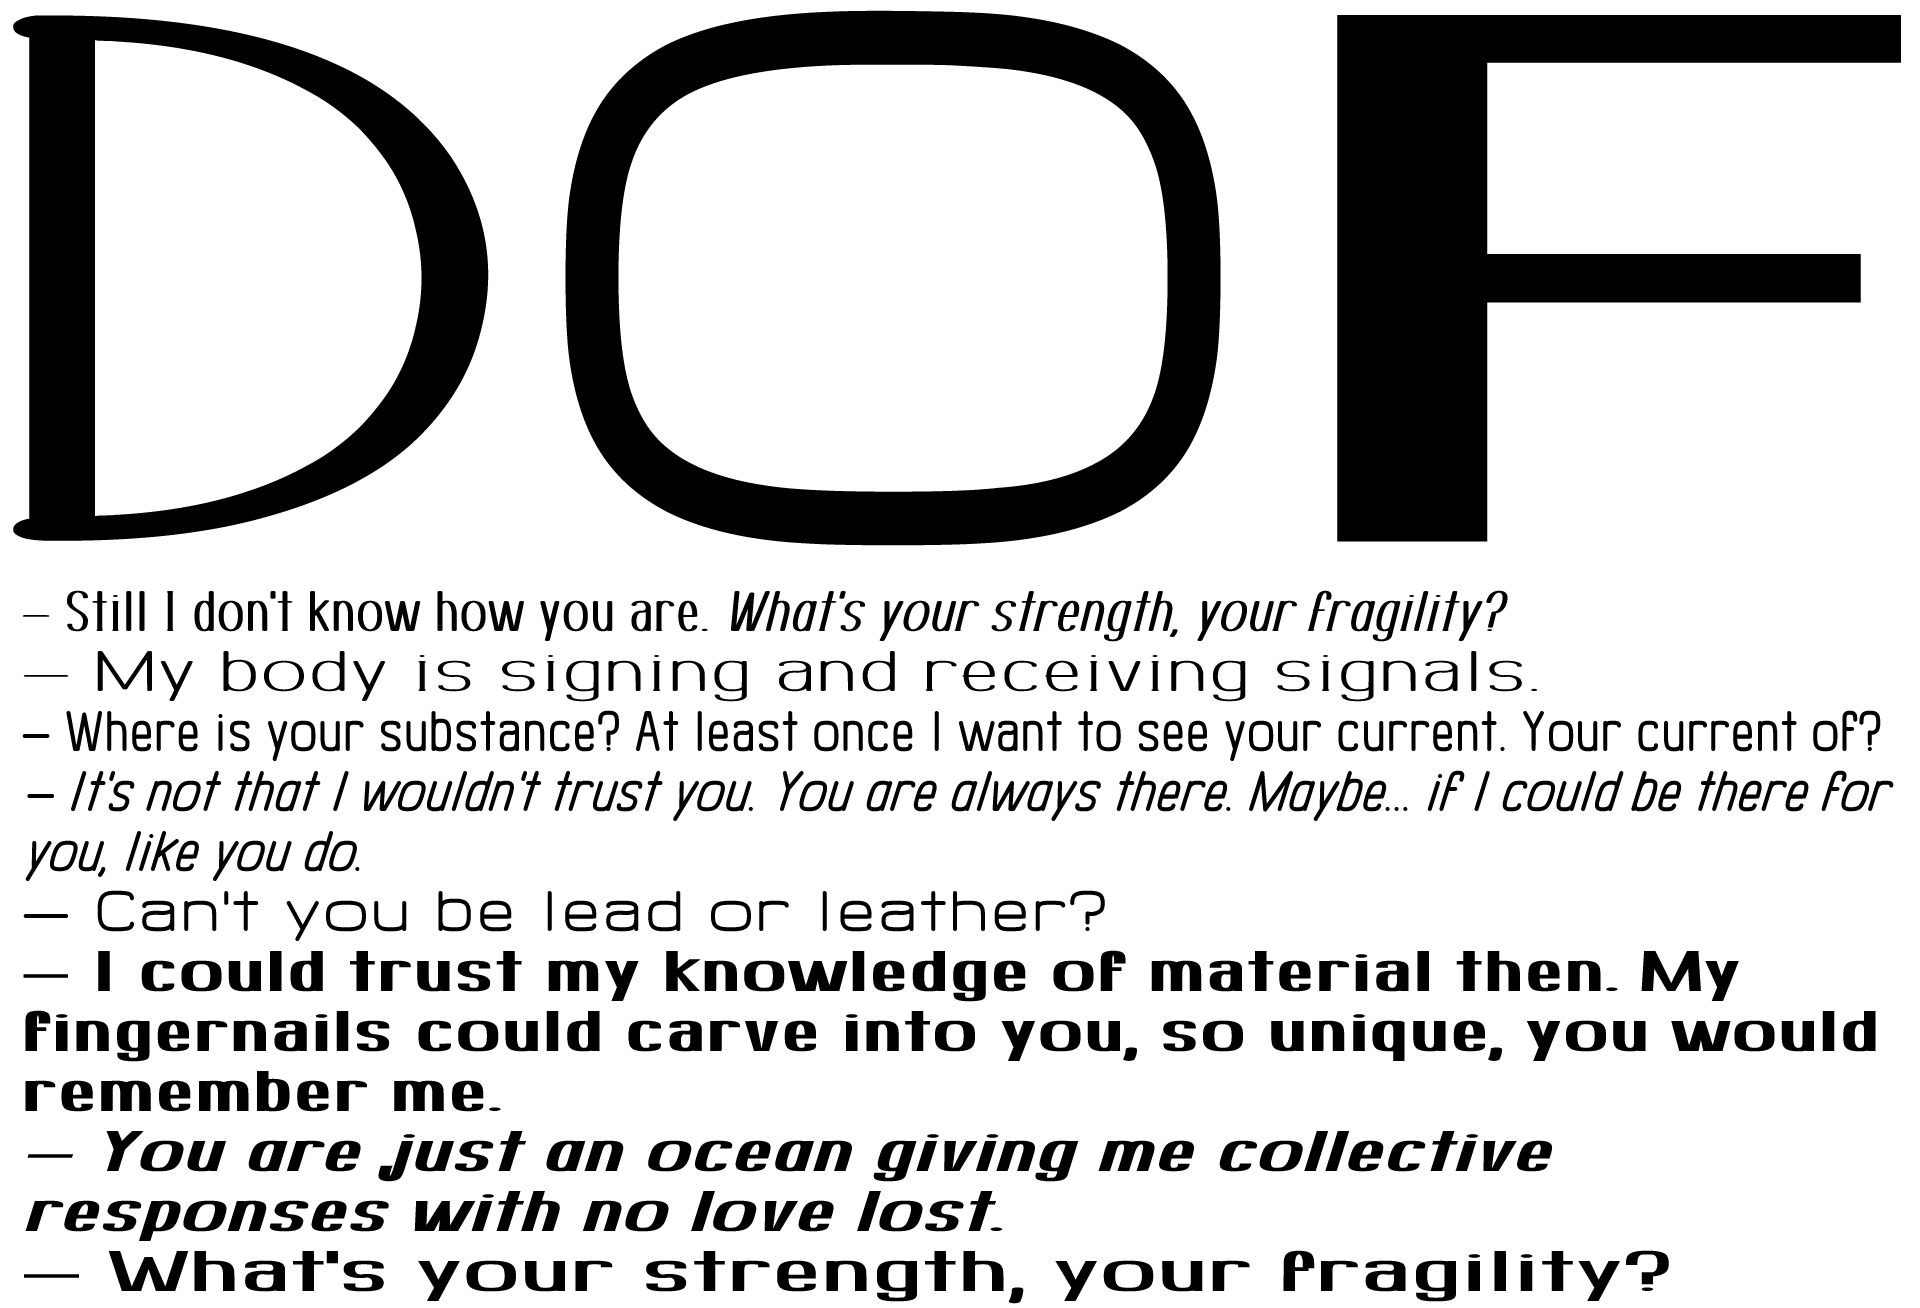 DOF
– Still I don't know how you are. What's your strength, your fragility?
— My body is signing and receiving signals.
– Where is your substance? At least once I want to see your current. Your current of?
– It's not that I wouldn't trust you. You are always there. Maybe... if I could be there for
you, like you do.
— Can't you be lead or leather?
— I could trust my knowledge of material then. My
fingernails could carve into you, so unique, you would
remember me.
— You are just an ocean giving me collective
responses with no love lost.
— What's your strength, your fragility?